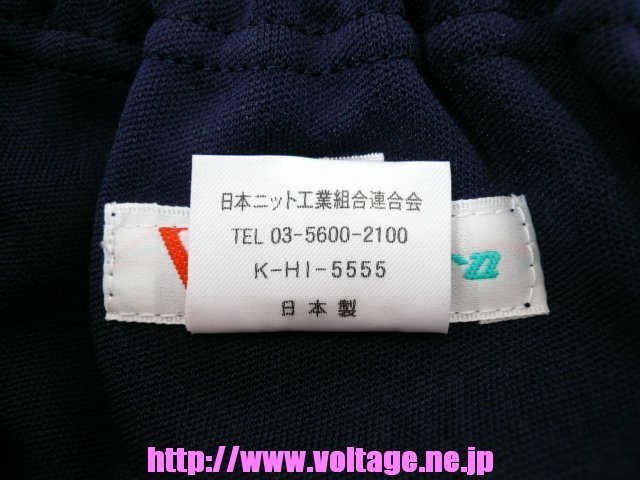 日本ニット工業組合連合会
TEL 03-5600-2100
K-HI-5555
日本製
http://www.voltage.ne.jp